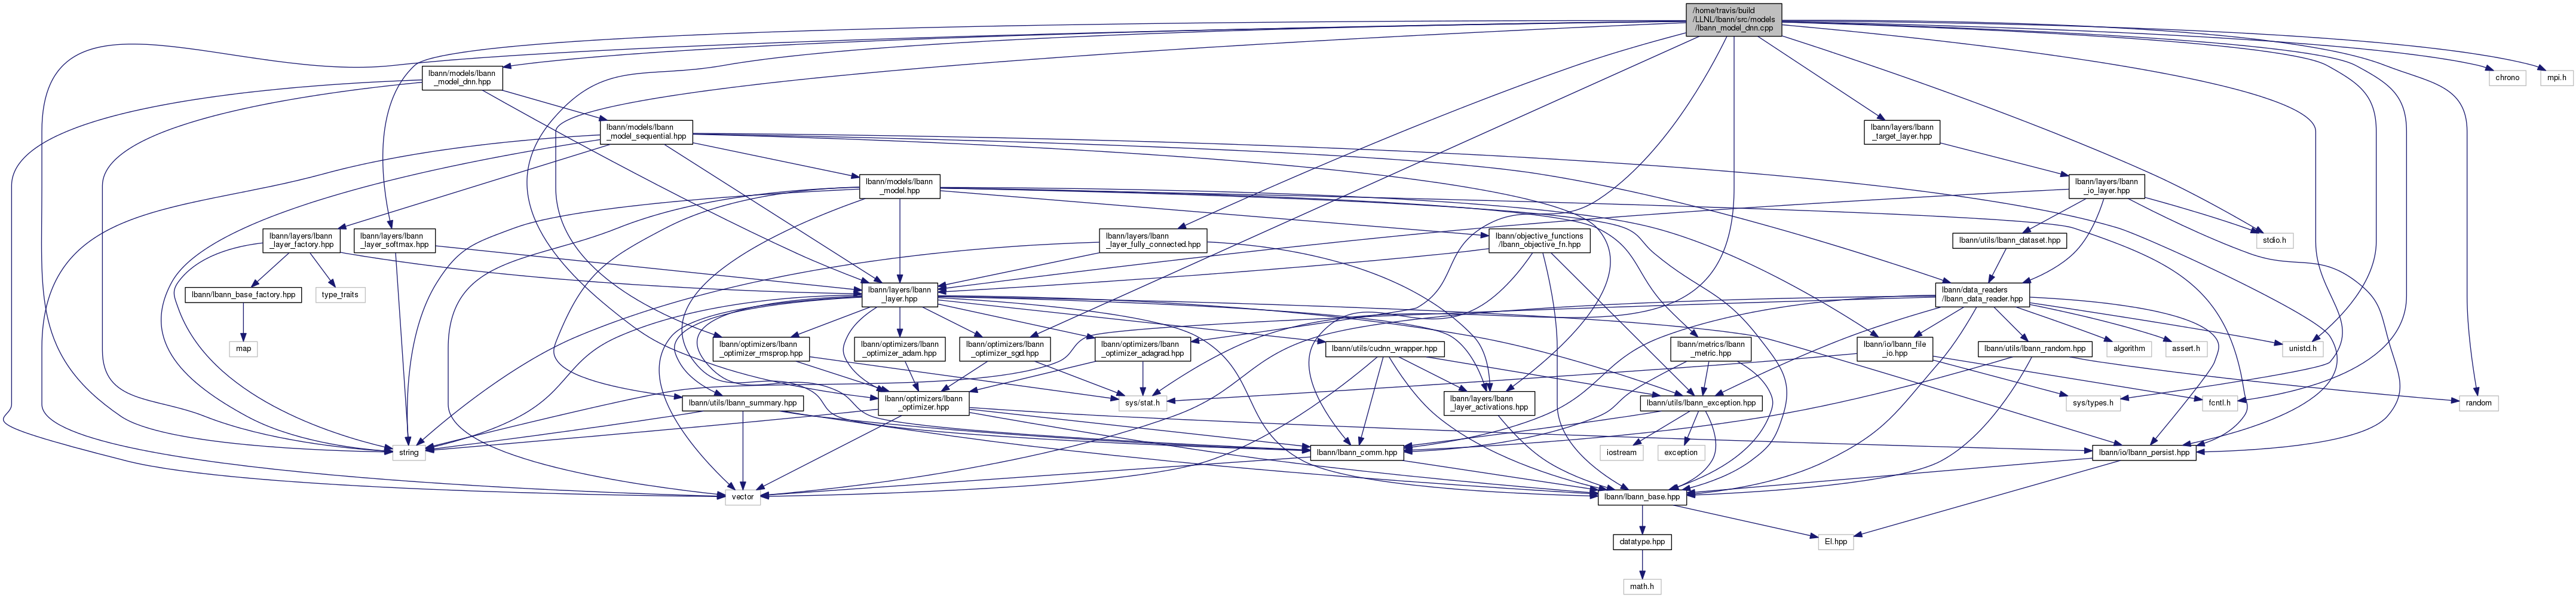 /home/travis/build
/LLNL/lbann/src/models
/lbann_model_dnn.cpp
lbann/models/lbann
_model_dnn.hpp
chrono
mpi.h
lbann/models/lbann
_model_sequential.hpp
lbann/layers/lbann
_target_layer.hpp
lbann/models/lbann
_model.hpp
lbann/layers/lbann
_io_layer.hpp
lbann/layers/lbann
_layer_factory.hpp
lbann/layers/lbann
_layer_softmax.hpp
lbann/layers/lbann
_layer_fully_connected.hpp
lbann/objective_functions
/lbann_objective_fn.hpp
lbann/utils/lbann_dataset.hpp
stdio.h
lbann/lbann_base_factory.hpp
type_traits
lbann/layers/lbann
_layer.hpp
lbann/data_readers
/lbann_data_reader.hpp
map
lbann/optimizers/lbann
_optimizer_rmsprop.hpp
lbann/optimizers/lbann
_optimizer_adam.hpp
lbann/optimizers/lbann
_optimizer_sgd.hpp
lbann/optimizers/lbann
_optimizer_adagrad.hpp
lbann/utils/cudnn_wrapper.hpp
lbann/metrics/lbann
_metric.hpp
lbann/io/lbann_file
_io.hpp
lbann/utils/lbann_random.hpp
algorithm
assert.h
unistd.h
lbann/utils/lbann_summary.hpp
lbann/optimizers/lbann
_optimizer.hpp
sys/stat.h
lbann/layers/lbann
_layer_activations.hpp
lbann/utils/lbann_exception.hpp
sys/types.h
fcntl.h
random
string
lbann/lbann_comm.hpp
iostream
exception
lbann/io/lbann_persist.hpp
vector
lbann/lbann_base.hpp
datatype.hpp
El.hpp
math.h